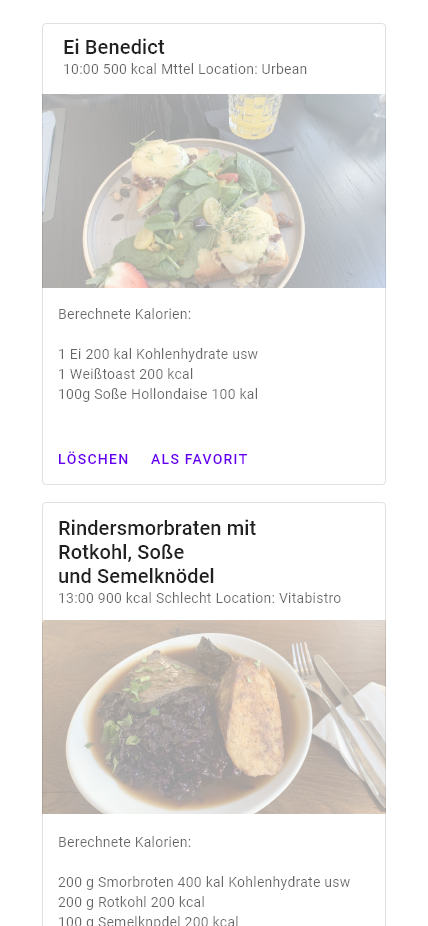 Ei Benedict
10:00 500 kcal Mttel Location: Urbean
Berechnete Kalorien:
1 Ei 200 kal Kohlenhydrate usw
1 Weißtoast 200 kcal
100g Soße Hollondaise 100 kal
LÖSCHEN ALS FAVORIT
Rindersmorbraten mit
Rotkohl, Soße
und Semelknödel
13:00 900 kcal Schlecht Location: Vitabistro
Berechnete Kalorien:
200 g Smorbroten 400 kal Kohlenhydrate usw
200 g Rotkohl 200 kcal
100 g Semelknpdel 200 kcal